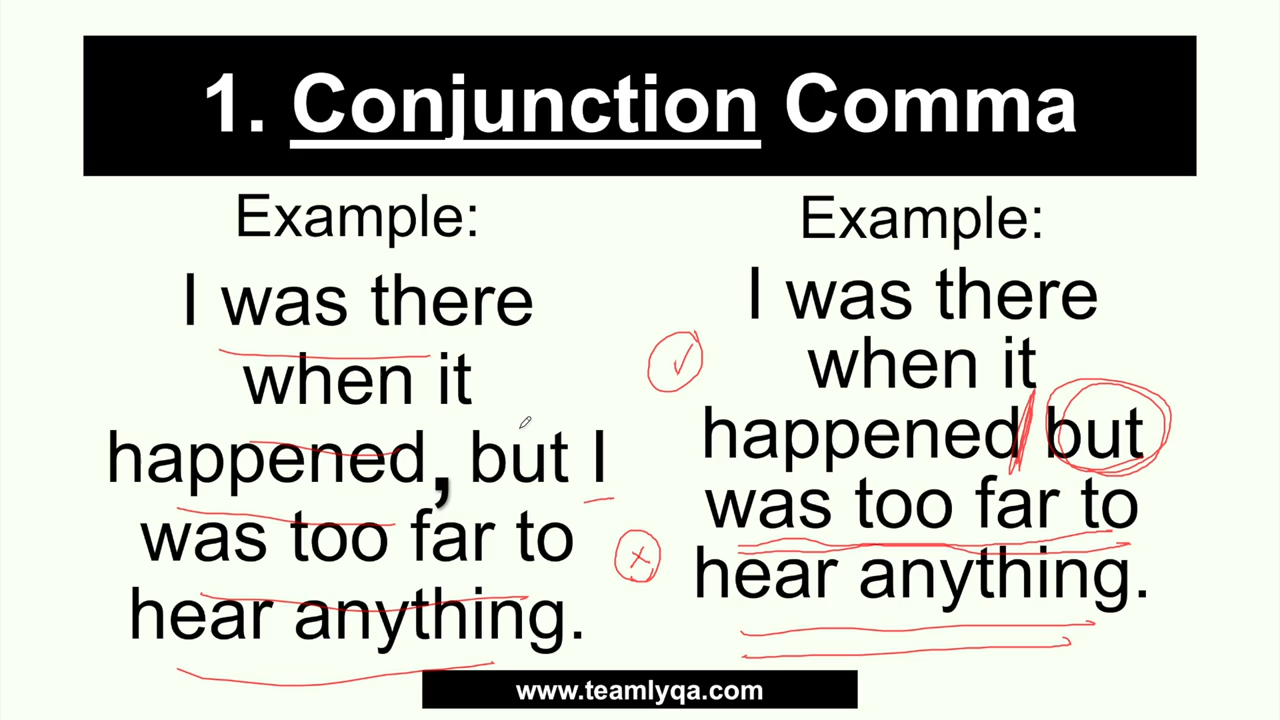 1. Conjunction Comma
Example:
I was there
when it
happened, but I
was too far to
hear anything.
Example:
I was there
when it
happened but
was too far to
hear anything.
www.teamlyqa.com